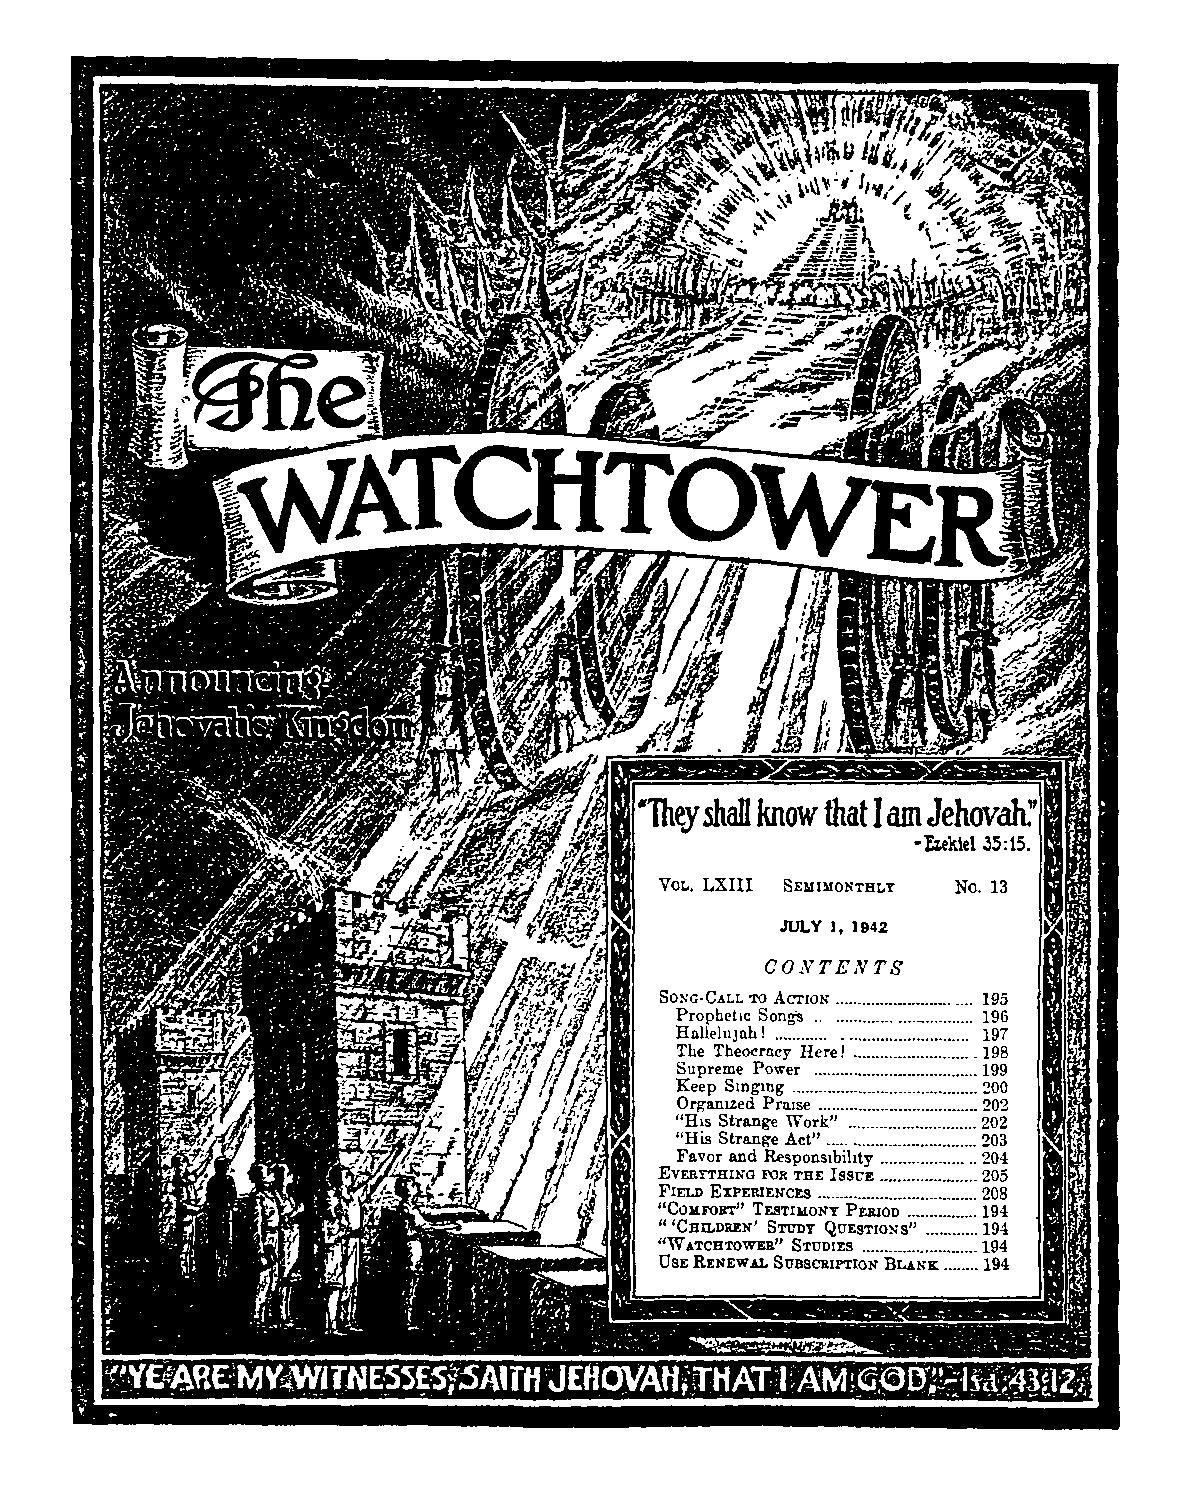 The
WATCHTOWER
Announcing
Jehovah's Kingdom
"They shall know that I am Jehovah."
-Ezekiel 35:15.
VOL. LXIII SEMIMONTHLY No. 13
JULY 1, 1942
CONTENTS
SONG-CALL TO ACTION ............................ 195
Prophetic Songs .. ............................ 196
Hallelujah! ............................ 197
The Theocracy Here! ............................ 198
Supreme Power ............................ 199
Keep Singing ............................ 200
Organized Praise ............................ 202
"His Strange Work" ............................ 202
"His Strange Act" ............................ 203
Favor and Responsibility .................... 204
EVERYTHING FOR THE ISSUE .................... 205
FIELD EXPERIENCES ............................ 208
"COMFORT" TESTIMONY PERIOD ................ 194
" 'CHILDREN' STUDY QUESTIONS" ............ 194
"WATCHTOWER" STUDIES .................... 194
USE RENEWAL SUBSCRIPTION BLANK ........ 194
"YE ARE MY WITNESSES, SAITH JEHOVAH, THAT I AM GOD."-Isa. 43:12.